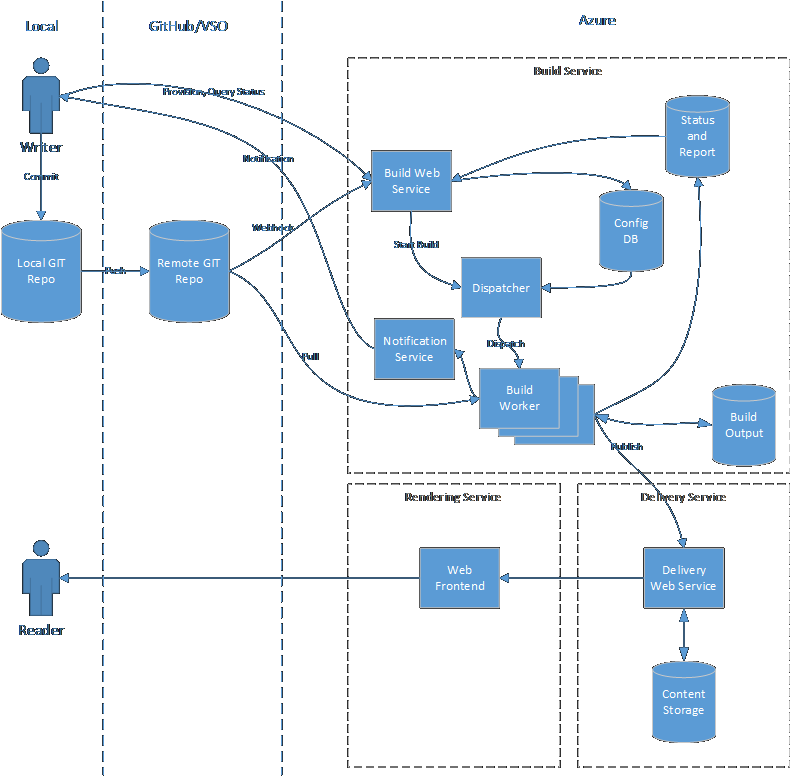 Local
GitHub/VSO
Azure
Build Service
Provision, Query Status
Status
and
Report
Writer
Notification
Build Web
Service
Commit
Config
DB
Webhook
Start Build
Local GIT
Repo
Push
Remote GIT
Repo
Dispatcher
Notification
Service
Dispatch
Pull
Build
Worker
Build
Output
Publish
Rendering Service
Delivery Service
Web
Frontend
Delivery
Web Service
Reader
Content
Storage